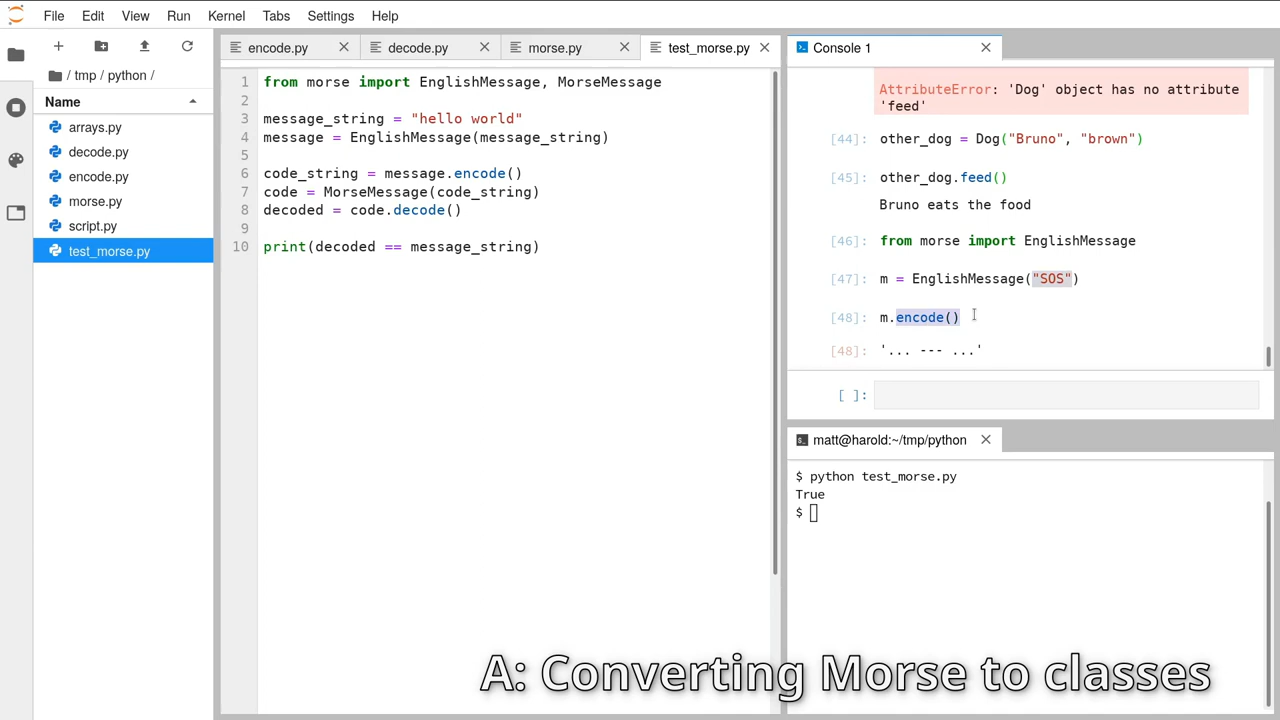 File Edit View Run Kernel Tabs Settings Help
/ tmp / python /
Name
arrays.py
decode.py
encode.py
morse.py
script.py
test_morse.py
encode.py decode.py morse.py test_morse.py
1 from morse import EnglishMessage, MorseMessage
2
3 message_string = "hello world"
4 message = EnglishMessage(message_string)
5
6 code_string = message.encode()
7 code = MorseMessage(code_string)
8 decoded = code.decode()
9
10 print(decoded == message_string)
Console 1
AttributeError: 'Dog' object has no attribute
'feed'
[44]: other_dog = Dog("Bruno", "brown")
[45]: other_dog.feed()
Bruno eats the food
[46]: from morse import EnglishMessage
[47]: m = EnglishMessage("SOS")
[48]: m.encode()
[48]: '... --- ...'
[ ]:
matt@harold:~/tmp/python
$ python test_morse.py
True
$
A: Converting Morse to classes